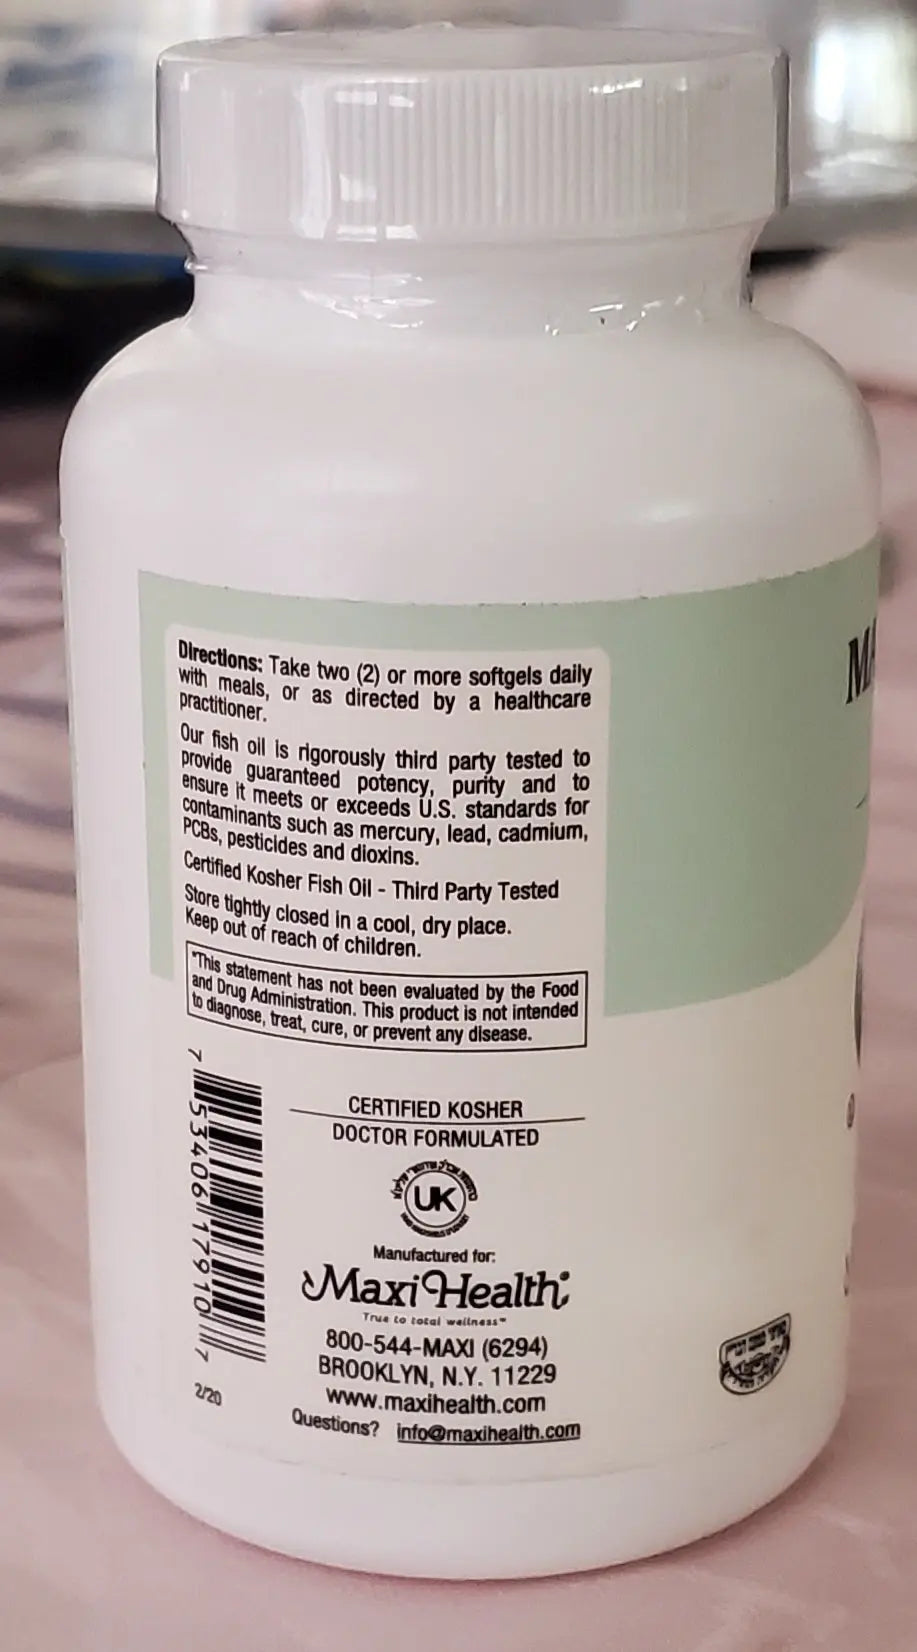 Directions: Take two (2) or more softgels daily
with meals, or as directed by a healthcare
practitioner.
Our fish oil is rigorously third party tested to
provide guaranteed potency, purity and to
ensure it meets or exceeds U.S. standards for
contaminants such as mercury, lead, cadmium,
PCBs, pesticides and dioxins.
Certified Kosher Fish Oil - Third Party Tested
Store tightly closed in a cool, dry place.
Keep out of reach of children.
*This statement has not been evaluated by the Food
and Drug Administration. This product is not intended
to diagnose, treat, cure, or prevent any disease.
CERTIFIED KOSHER
DOCTOR FORMULATED
UK
Manufactured for:
Maxi Health®
True to total wellness™
800-544-MAXI (6294)
BROOKLYN, N.Y. 11229
www.maxihealth.com
Questions? info@maxihealth.com
7 53406 17910 7
2/20